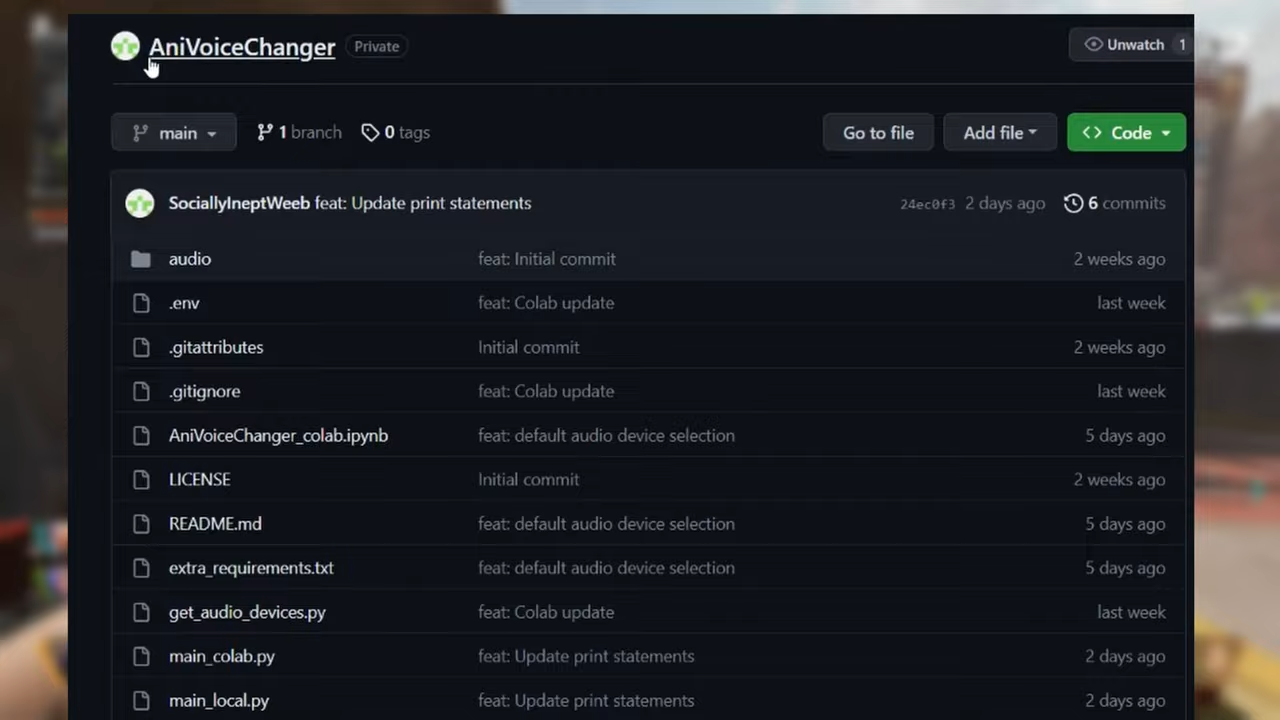 AniVoiceChanger Private Unwatch 1
main 1 branch 0 tags Go to file Add file Code
SociallyIneptWeeb feat: Update print statements 24ec0f3 2 days ago 6 commits
audio feat: Initial commit 2 weeks ago
.env feat: Colab update last week
.gitattributes Initial commit 2 weeks ago
.gitignore feat: Colab update last week
AniVoiceChanger_colab.ipynb feat: default audio device selection 5 days ago
LICENSE Initial commit 2 weeks ago
README.md feat: default audio device selection 5 days ago
extra_requirements.txt feat: default audio device selection 5 days ago
get_audio_devices.py feat: Colab update last week
main_colab.py feat: Update print statements 2 days ago
main_local.py feat: Update print statements 2 days ago